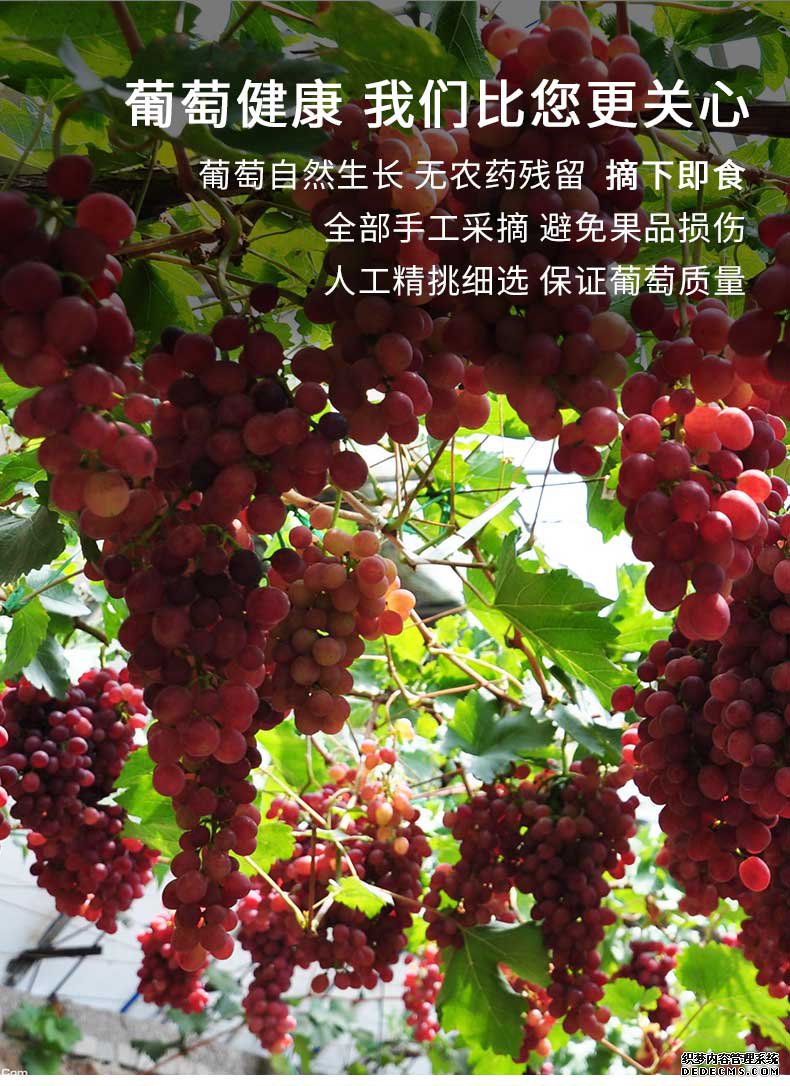 葡萄健康 我们比您更关心
葡萄自然生长 无农药残留 摘下即食
全部手工采摘 避免果品损伤
人工精挑细选 保证葡萄质量
织梦内容管理系统
DEDECMS.COM
.Com